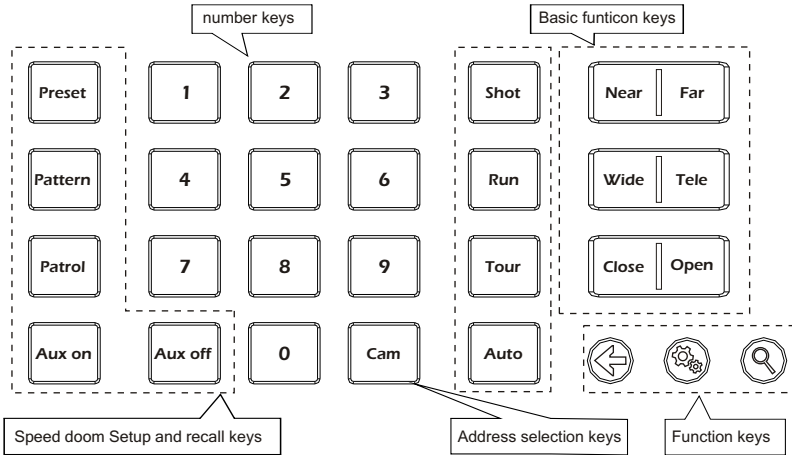 number keys
Basic funticon keys
Preset 1 2 3 Shot Near Far
Pattern 4 5 6 Run Wide Tele
Patrol 7 8 9 Tour Close Open
Aux on Aux off 0 Cam Auto
Speed doom Setup and recall keys
Address selection keys
Function keys